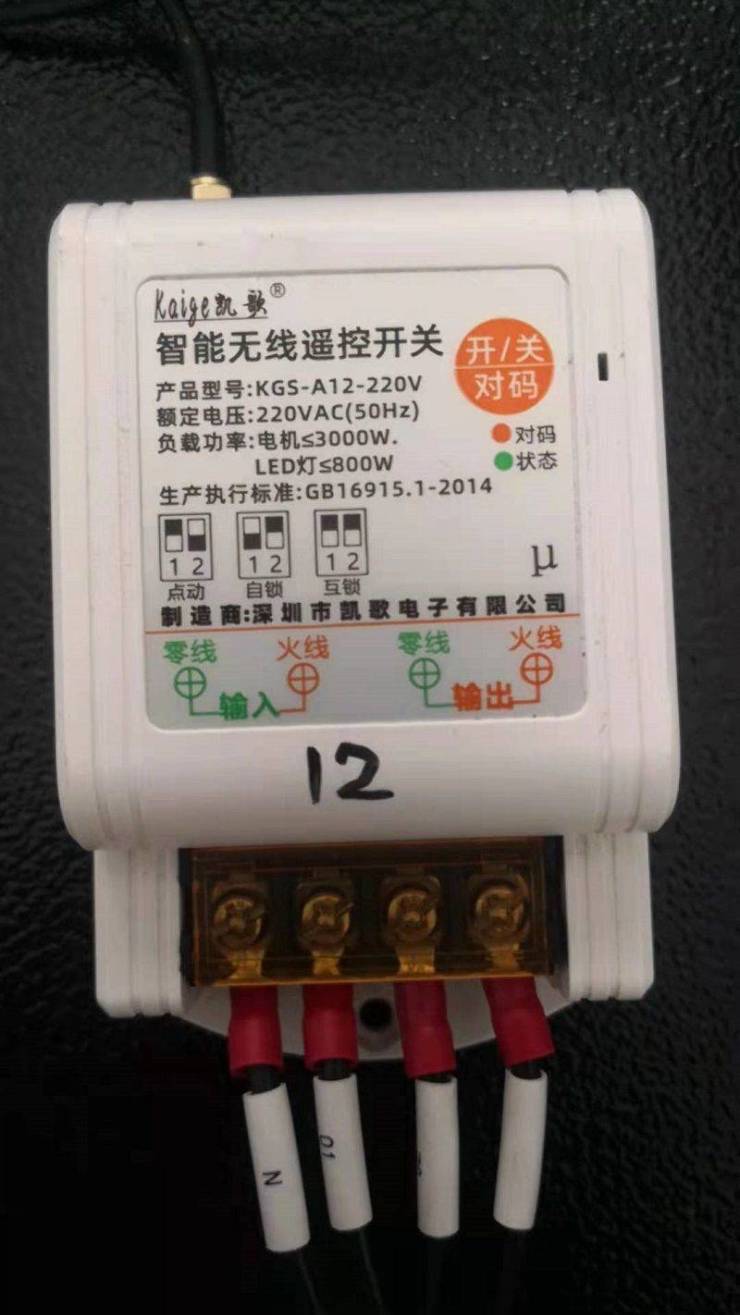 Kaige凯歌®
智能无线遥控开关
开/关
对码
产品型号:KGS-A12-220V
额定电压:220VAC(50Hz)
负载功率:电机≤3000W.
LED灯≤800W
对码
状态
生产执行标准:GB16915.1-2014
1 2 1 2 1 2
点动 自锁 互锁
μ
制造商:深圳市凯歌电子有限公司
零线 火线 零线 火线
输入 输出
12
N
01